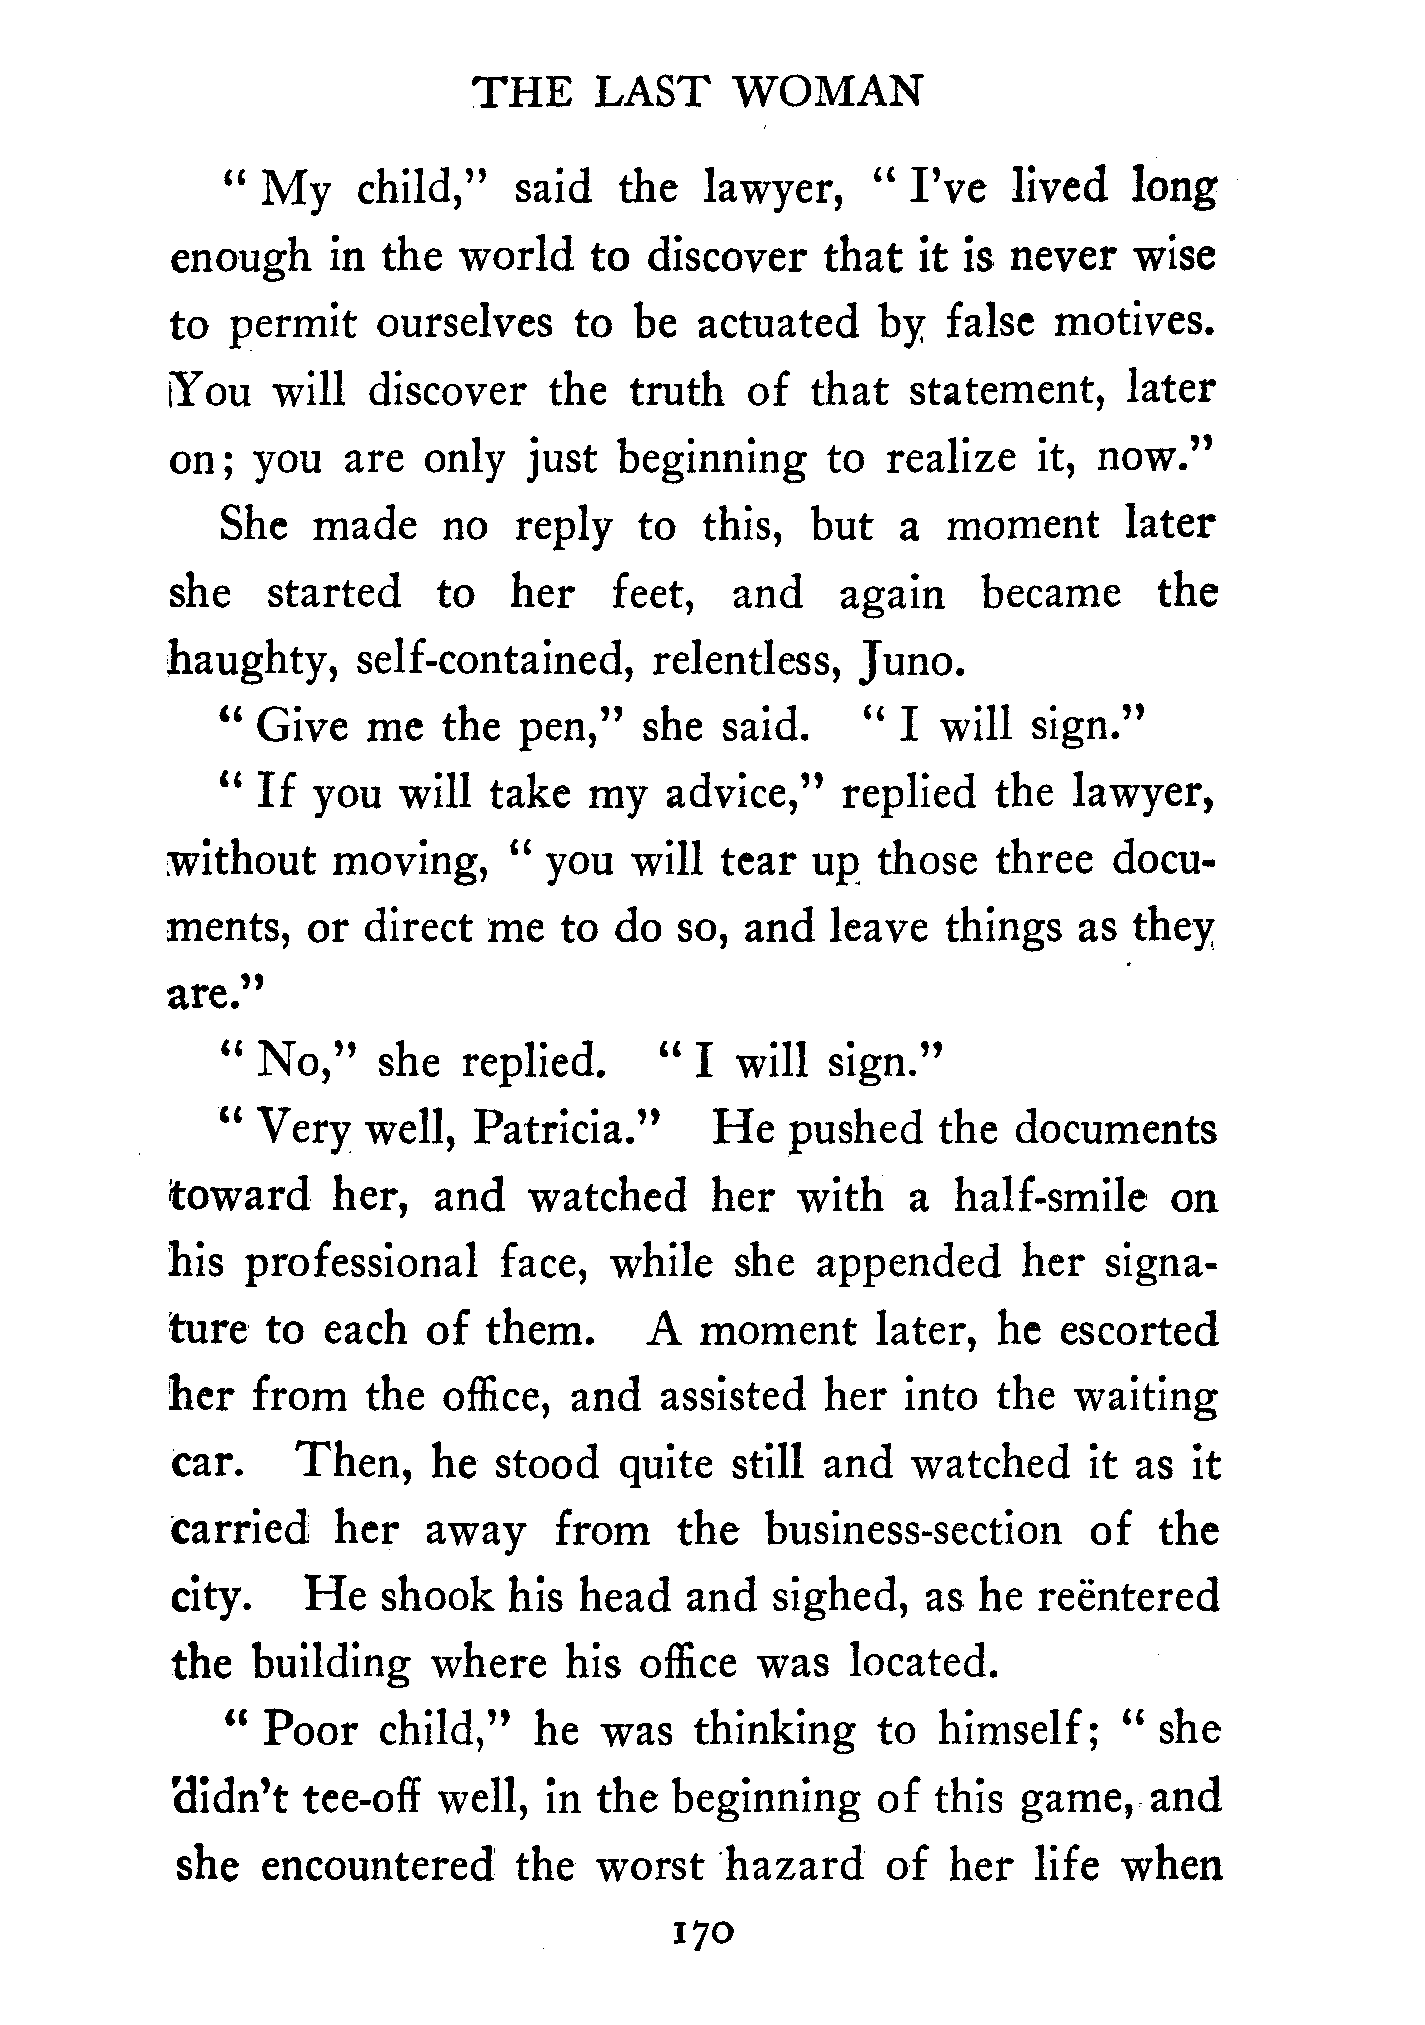 THE LAST WOMAN
" My child," said the lawyer, " I've lived long
enough in the world to discover that it is never wise
to permit ourselves to be actuated by false motives.
You will discover the truth of that statement, later
on; you are only just beginning to realize it, now."
She made no reply to this, but a moment later
she started to her feet, and again became the
haughty, self-contained, relentless, Juno.
" Give me the pen," she said. " I will sign."
" If you will take my advice," replied the lawyer,
without moving, " you will tear up those three docu-
ments, or direct me to do so, and leave things as they
are."
" No," she replied. " I will sign."
" Very well, Patricia." He pushed the documents
toward her, and watched her with a half-smile on
his professional face, while she appended her signa-
ture to each of them. A moment later, he escorted
her from the office, and assisted her into the waiting
car. Then, he stood quite still and watched it as it
carried her away from the business-section of the
city. He shook his head and sighed, as he reëntered
the building where his office was located.
" Poor child," he was thinking to himself; " she
didn't tee-off well, in the beginning of this game, and
she encountered the worst hazard of her life when
170